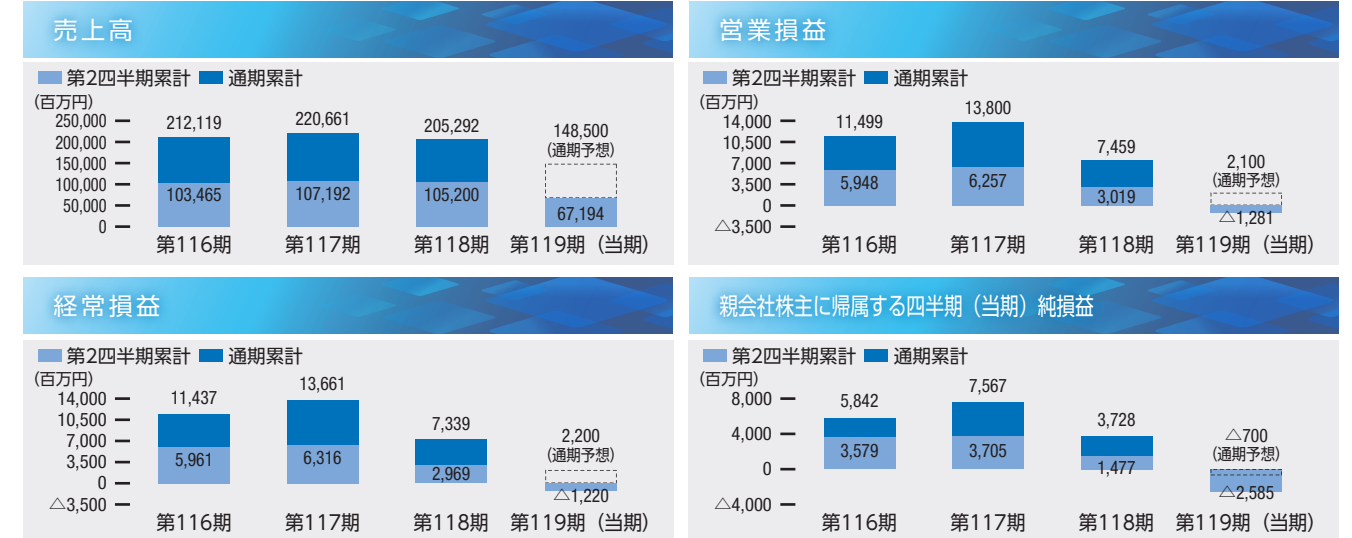 売上高
第2四半期累計 通期累計
(百万円)
250,000
200,000
150,000
100,000
50,000
0
212,119
103,465
220,661
107,192
205,292
105,200
148,500
(通期予想)
67,194
第116期 第117期 第118期 第119期（当期）
営業損益
第2四半期累計 通期累計
(百万円)
14,000
10,500
7,000
3,500
0
△3,500
11,499
5,948
13,800
6,257
7,459
3,019
2,100
(通期予想)
△1,281
第116期 第117期 第118期 第119期（当期）
経常損益
第2四半期累計 通期累計
(百万円)
14,000
10,500
7,000
3,500
0
△3,500
11,437
5,961
13,661
6,316
7,339
2,969
2,200
(通期予想)
△1,220
第116期 第117期 第118期 第119期（当期）
親会社株主に帰属する四半期（当期）純損益
第2四半期累計 通期累計
(百万円)
8,000
4,000
0
△4,000
5,842
3,579
7,567
3,705
3,728
1,477
△700
(通期予想)
△2,585
第116期 第117期 第118期 第119期（当期）